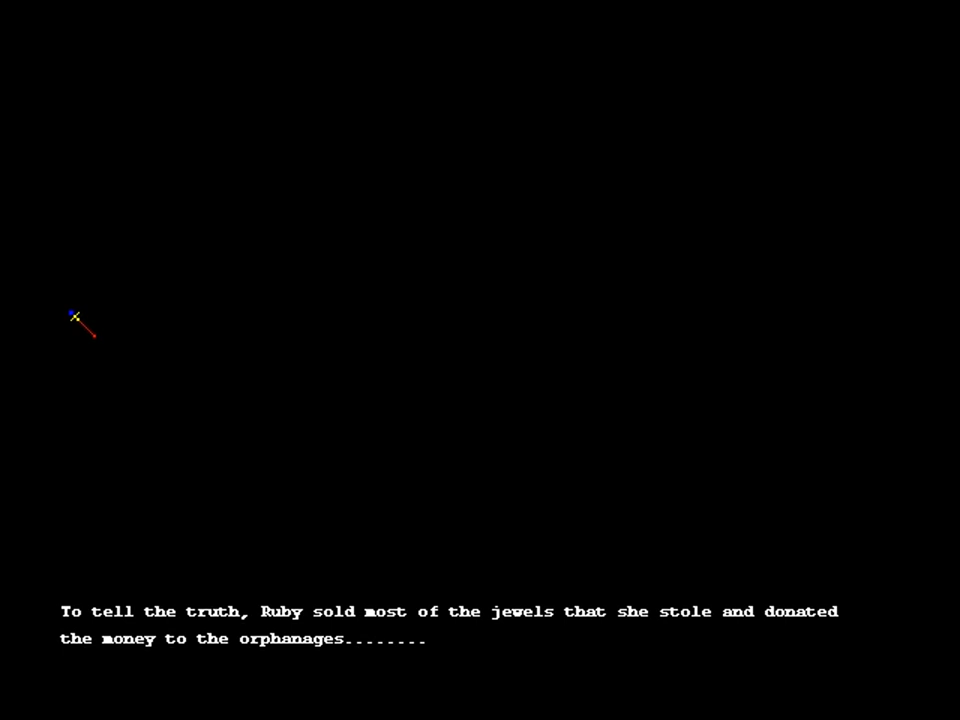 To tell the truth, Ruby sold most of the jewels that she stole and donated
the money to the orphanages........